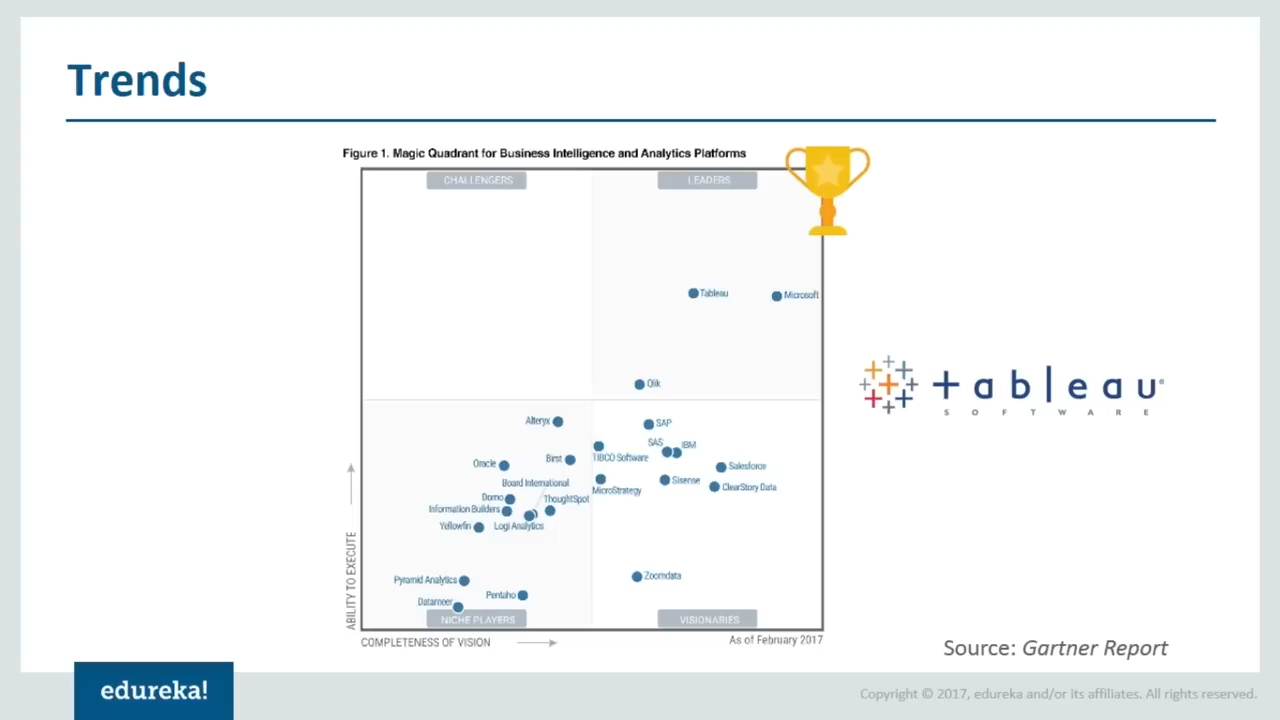 Trends
Figure 1. Magic Quadrant for Business Intelligence and Analytics Platforms
CHALLENGERS
LEADERS
Tableau
Microsoft
Qlik
Alteryx
SAP
SAS
IBM
TIBCO Software
Birst
Oracle
Salesforce
Board International
Sisense
ClearStory Data
MicroStrategy
Domo
ThoughtSpot
Information Builders
Yellowfin
Logi Analytics
Pyramid Analytics
Zoomdata
Pentaho
Datameer
NICHE PLAYERS
VISIONARIES
ABILITY TO EXECUTE
COMPLETENESS OF VISION
As of February 2017
+ableau®
SOFTWARE
Source: Gartner Report
edureka!
Copyright © 2017, edureka and/or its affiliates. All rights reserved.